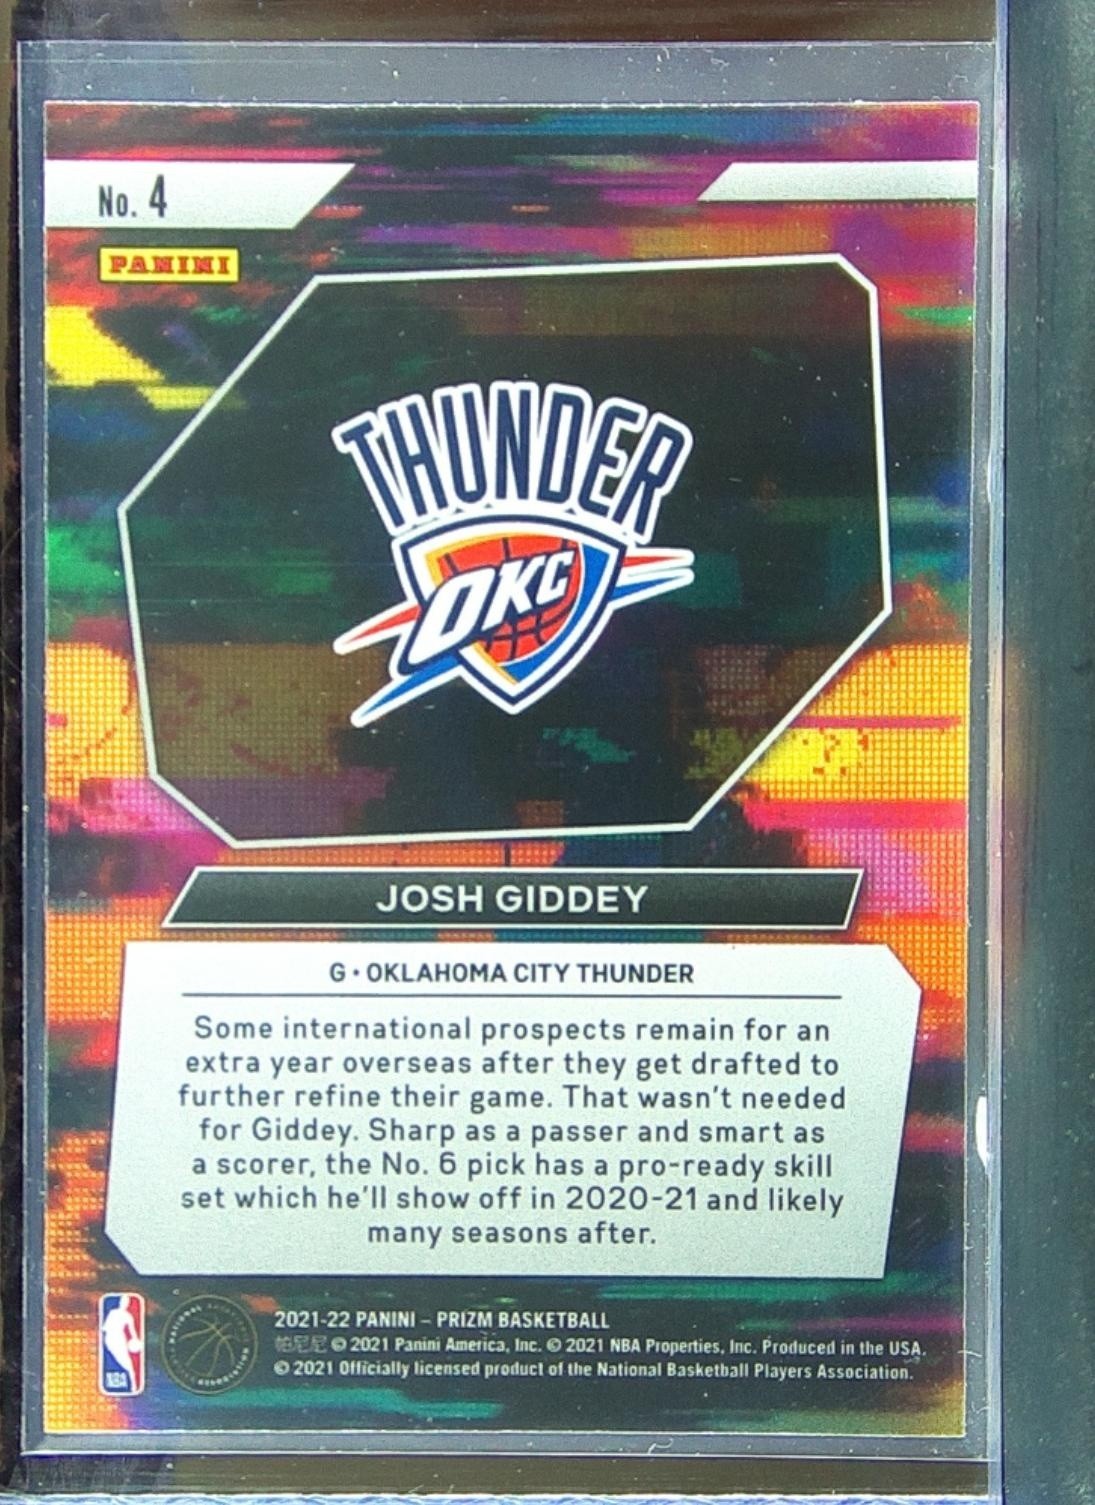 No. 4
PANINI
THUNDER
OKC
JOSH GIDDEY
G • OKLAHOMA CITY THUNDER
Some international prospects remain for an
extra year overseas after they get drafted to
further refine their game. That wasn't needed
for Giddey. Sharp as a passer and smart as
a scorer, the No. 6 pick has a pro-ready skill
set which he'll show off in 2020-21 and likely
many seasons after.
2021-22 PANINI – PRIZM BASKETBALL
帕尼尼 © 2021 Panini America, Inc. © 2021 NBA Properties, Inc. Produced in the USA.
© 2021 Officially licensed product of the National Basketball Players Association.
NBA